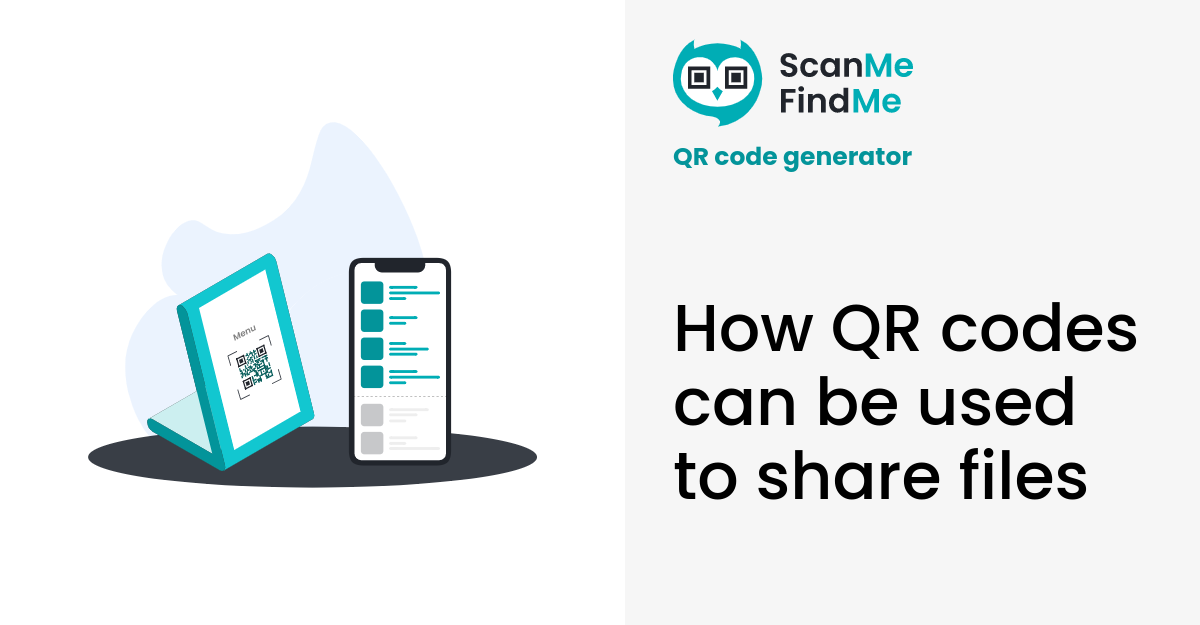 Menu
ScanMe
FindMe
QR code generator
How QR codes
can be used
to share files